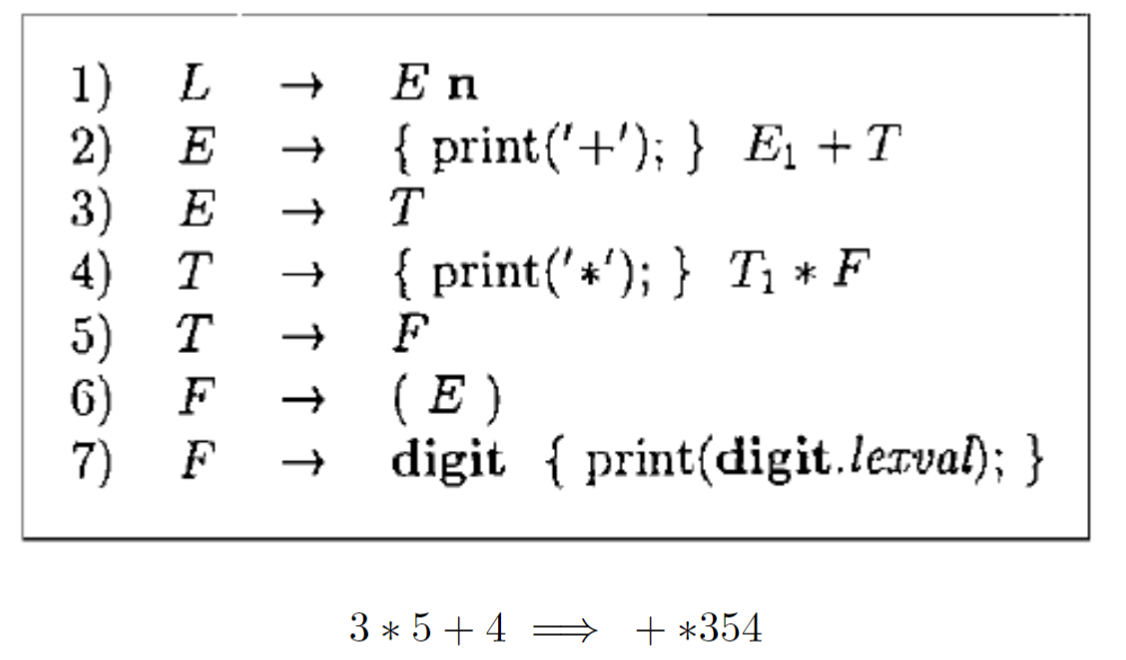 1) L → E n
2) E → { print('+'); } E₁ + T
3) E → T
4) T → { print('*'); } T₁ * F
5) T → F
6) F → ( E )
7) F → digit { print(digit.lexval); }
3 * 5 + 4 ⟹ + *354